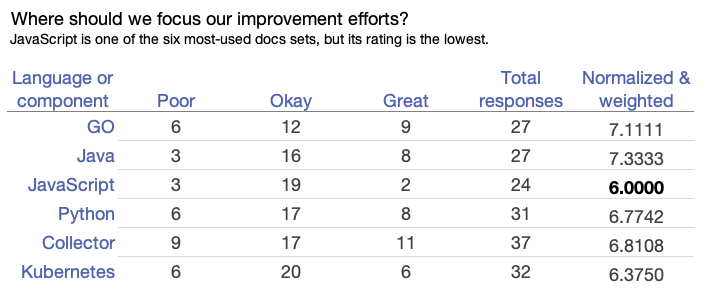 Where should we focus our improvement efforts?
JavaScript is one of the six most-used docs sets, but its rating is the lowest.
Language or component Poor Okay Great Total responses Normalized & weighted
GO 6 12 9 27 7.1111
Java 3 16 8 27 7.3333
JavaScript 3 19 2 24 6.0000
Python 6 17 8 31 6.7742
Collector 9 17 11 37 6.8108
Kubernetes 6 20 6 32 6.3750